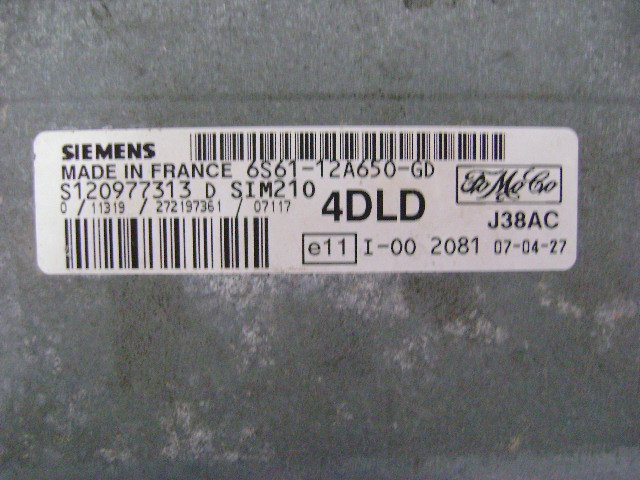 SIEMENS
MADE IN FRANCE 6S61-12A650-GD
S120977313 D SIM210
0 / 11319 / 272197361 / 07117
4DLD
FoMoCo
J38AC
e11 I-00 2081 07-04-27